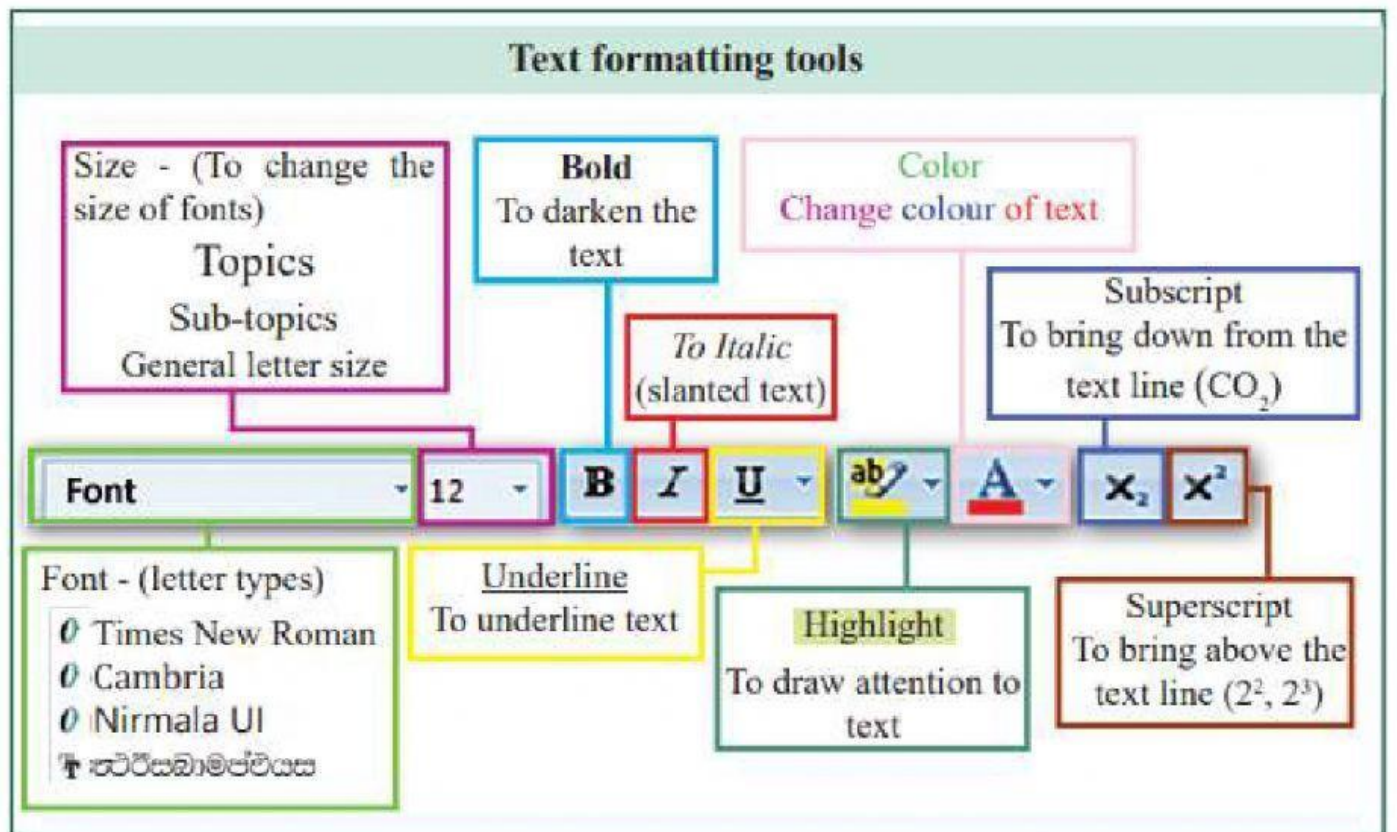 Text formatting tools
Size - (To change the
size of fonts)
Topics
Sub-topics
General letter size
Bold
To darken the
text
Color
Change colour of text
To Italic
(slanted text)
Subscript
To bring down from the
text line (CO₂)
Font 12 B I U ab A X₂ X²
Font - (letter types)
Times New Roman
Cambria
Nirmala UI
Underline
To underline text
Highlight
To draw attention to
text
Superscript
To bring above the
text line (2², 2³)